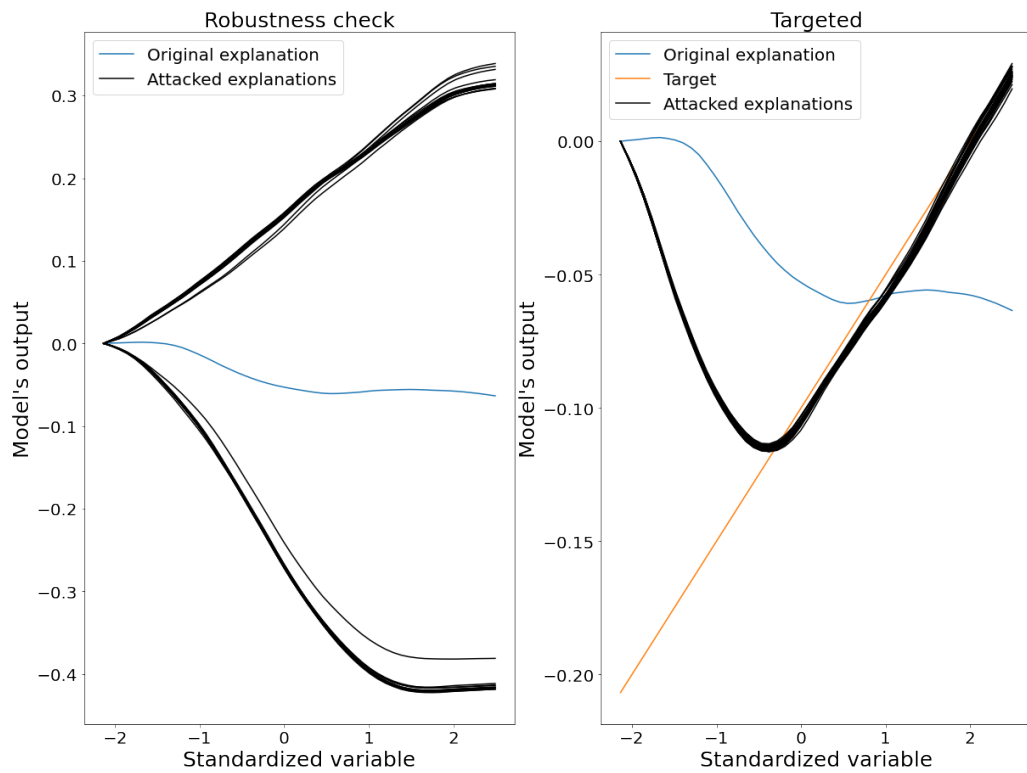 Robustness check
Original explanation
Attacked explanations
0.3
0.2
0.1
0.0
−0.1
−0.2
−0.3
−0.4
Model's output
−2
−1
0
1
2
Standardized variable
Targeted
Original explanation
Target
Attacked explanations
0.00
−0.05
−0.10
−0.15
−0.20
Model's output
−2
−1
0
1
2
Standardized variable